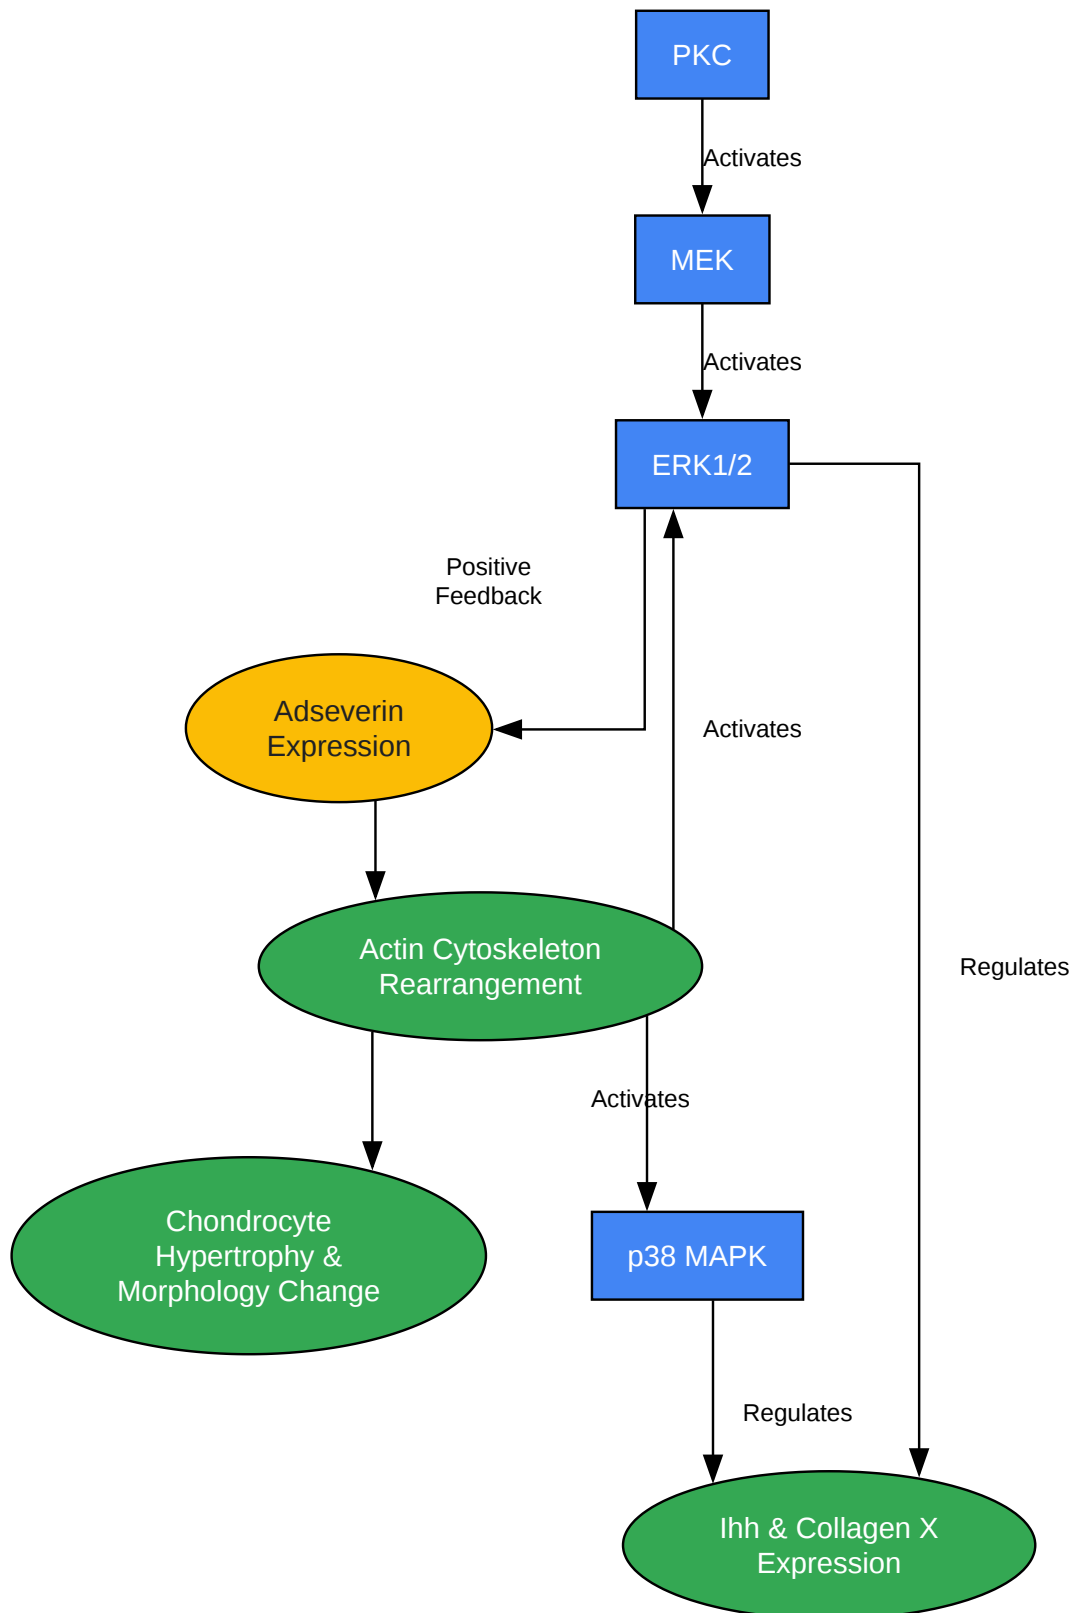 PKC
Activates
MEK
Activates
ERK1/2
Positive
Feedback
Adseverin
Expression
Activates
Actin Cytoskeleton
Rearrangement
Regulates
Activates
Chondrocyte
Hypertrophy &
Morphology Change
p38 MAPK
Regulates
Ihh & Collagen X
Expression